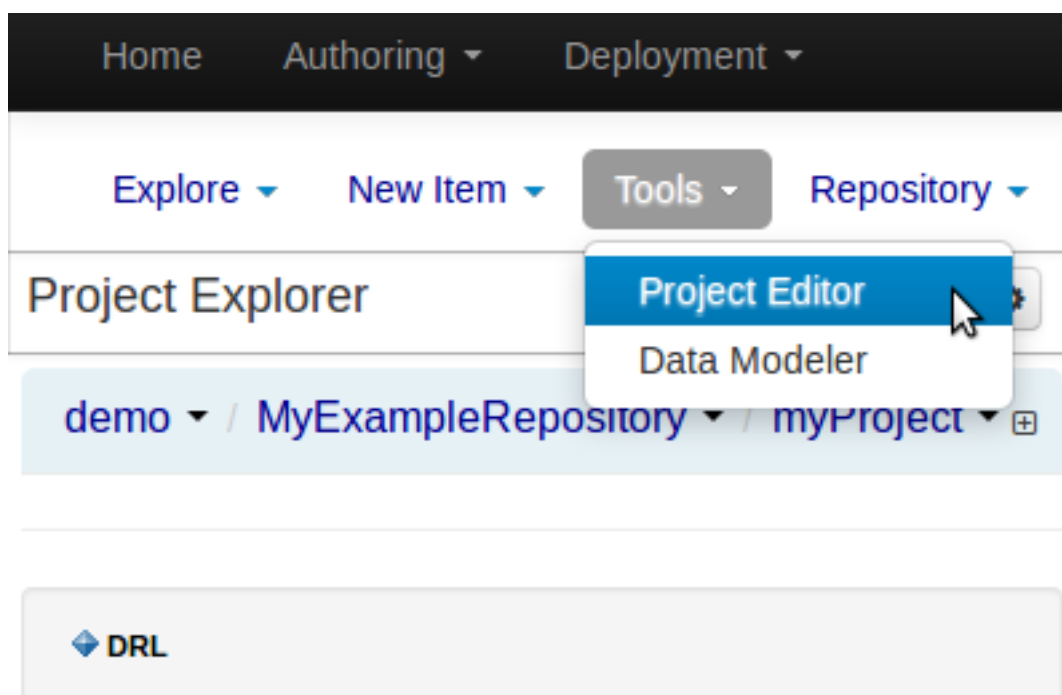 Home Authoring Deployment
Explore New Item Tools Repository
Project Explorer
Project Editor
Data Modeler
demo / MyExampleRepository / myProject
DRL